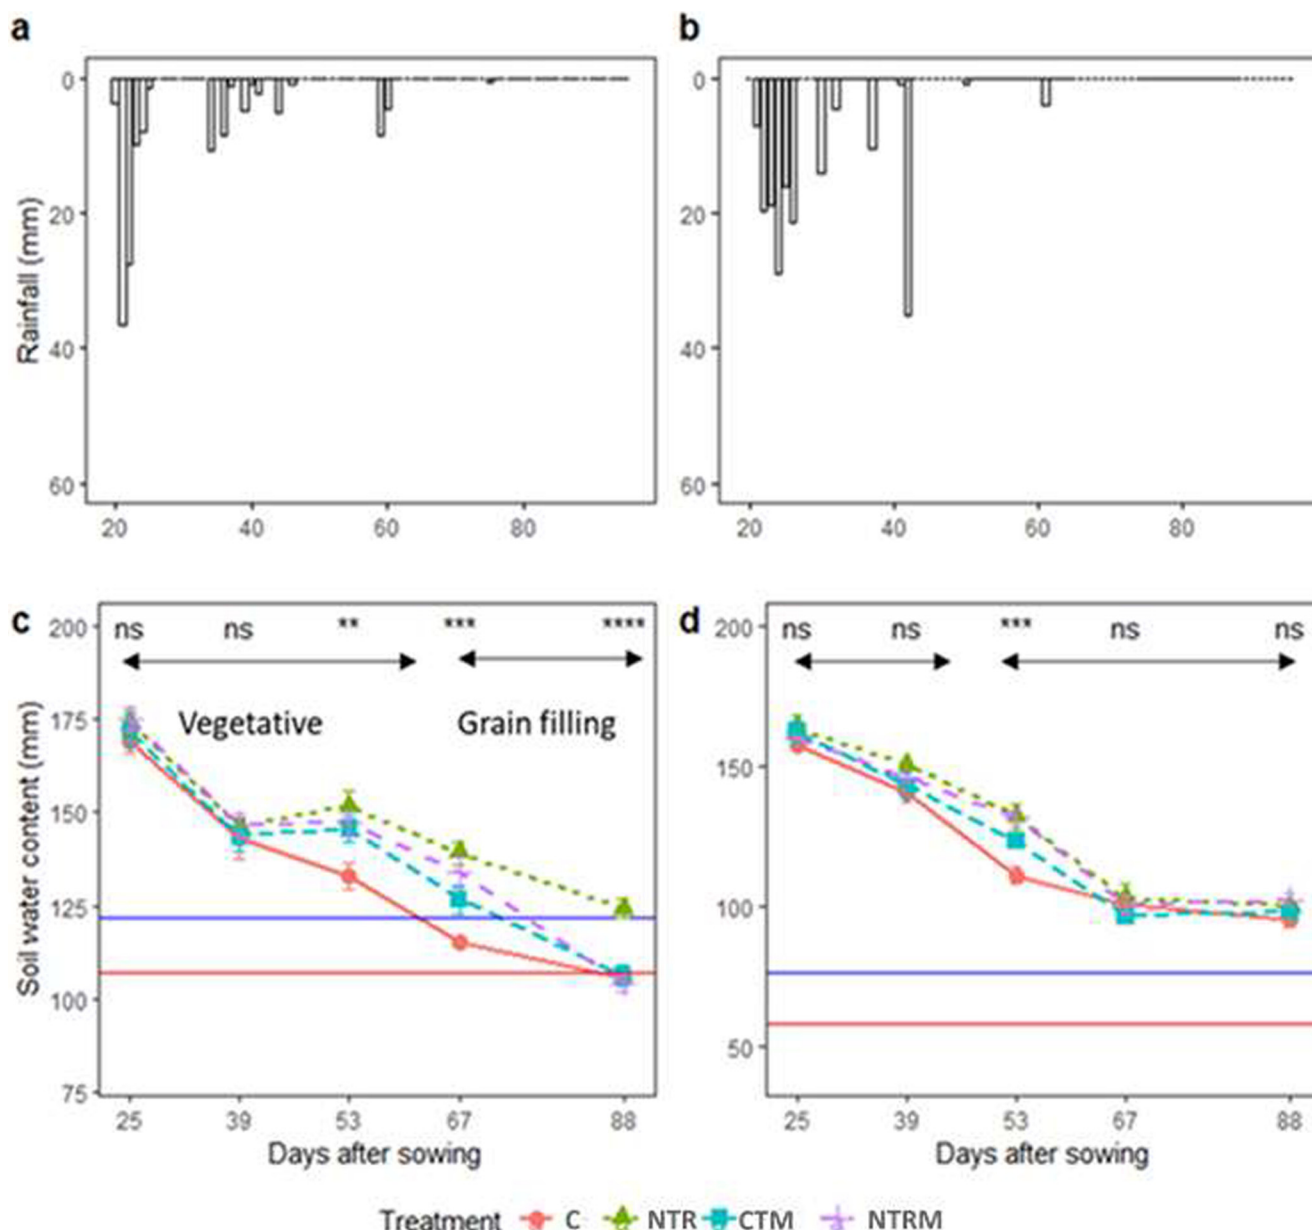 a
b
Rainfall (mm)
0
20
40
60
20 40 60 80
0
20
40
60
20 40 60 80
c
Soil water content (mm)
200
175
150
125
100
75
ns ns ** *** ****
Vegetative Grain filling
25 39 53 67 88
Days after sowing
d
200
150
100
50
ns ns *** ns ns
25 39 53 67 88
Days after sowing
Treatment C NTR CTM NTRM